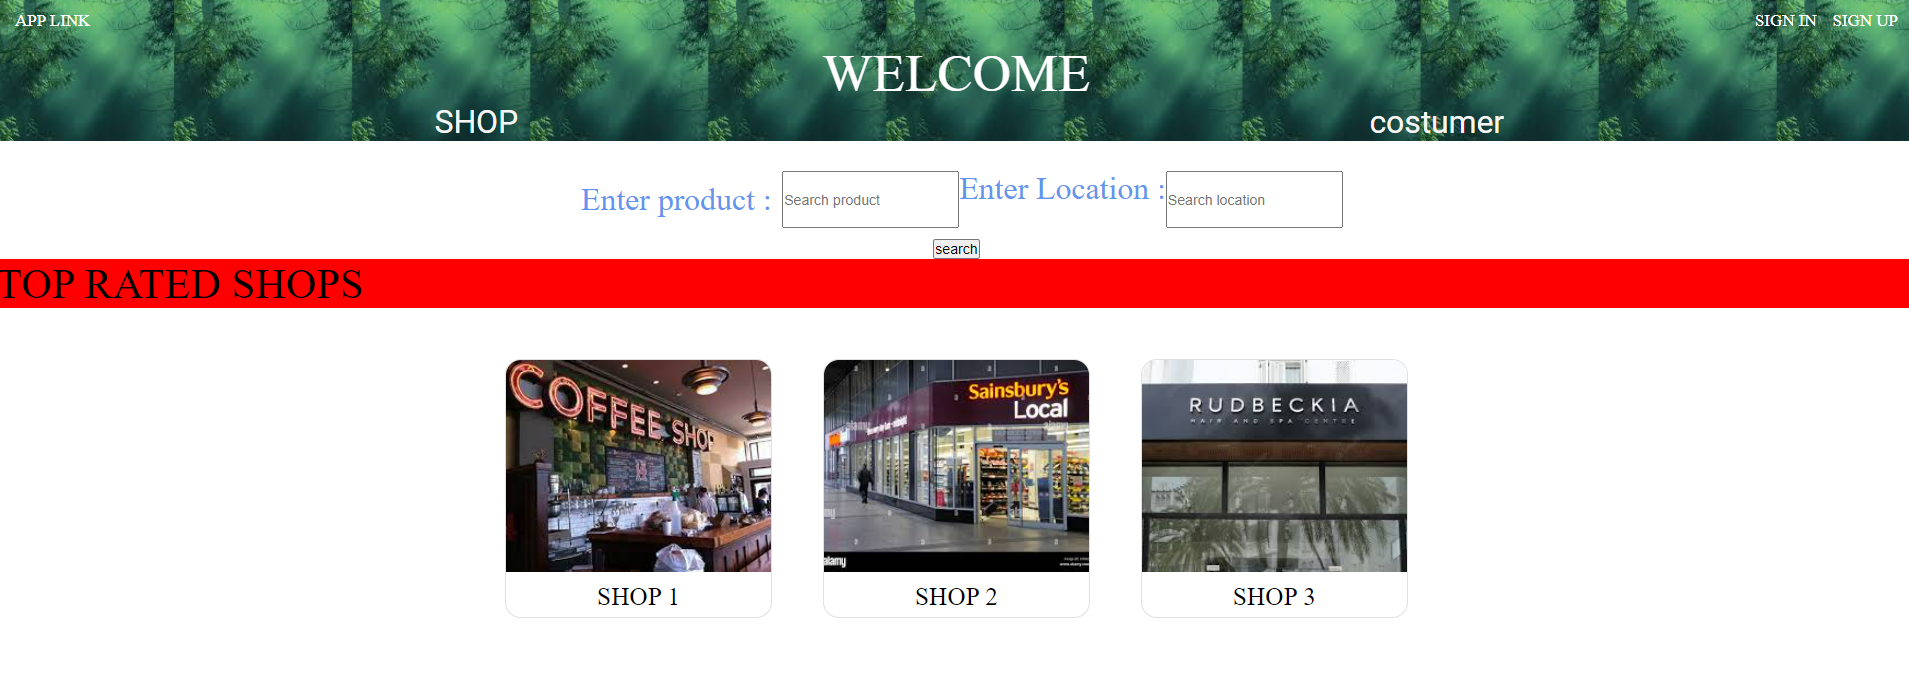 APP LINK
SIGN IN SIGN UP
WELCOME
SHOP
costumer
Enter product : Search product Enter Location : Search location
search
TOP RATED SHOPS
COFFEE SHOP
Sainsbury's
Local
alamy
RUDBECKIA
HAIR AND SPA CENTRE
SHOP 1
SHOP 2
SHOP 3